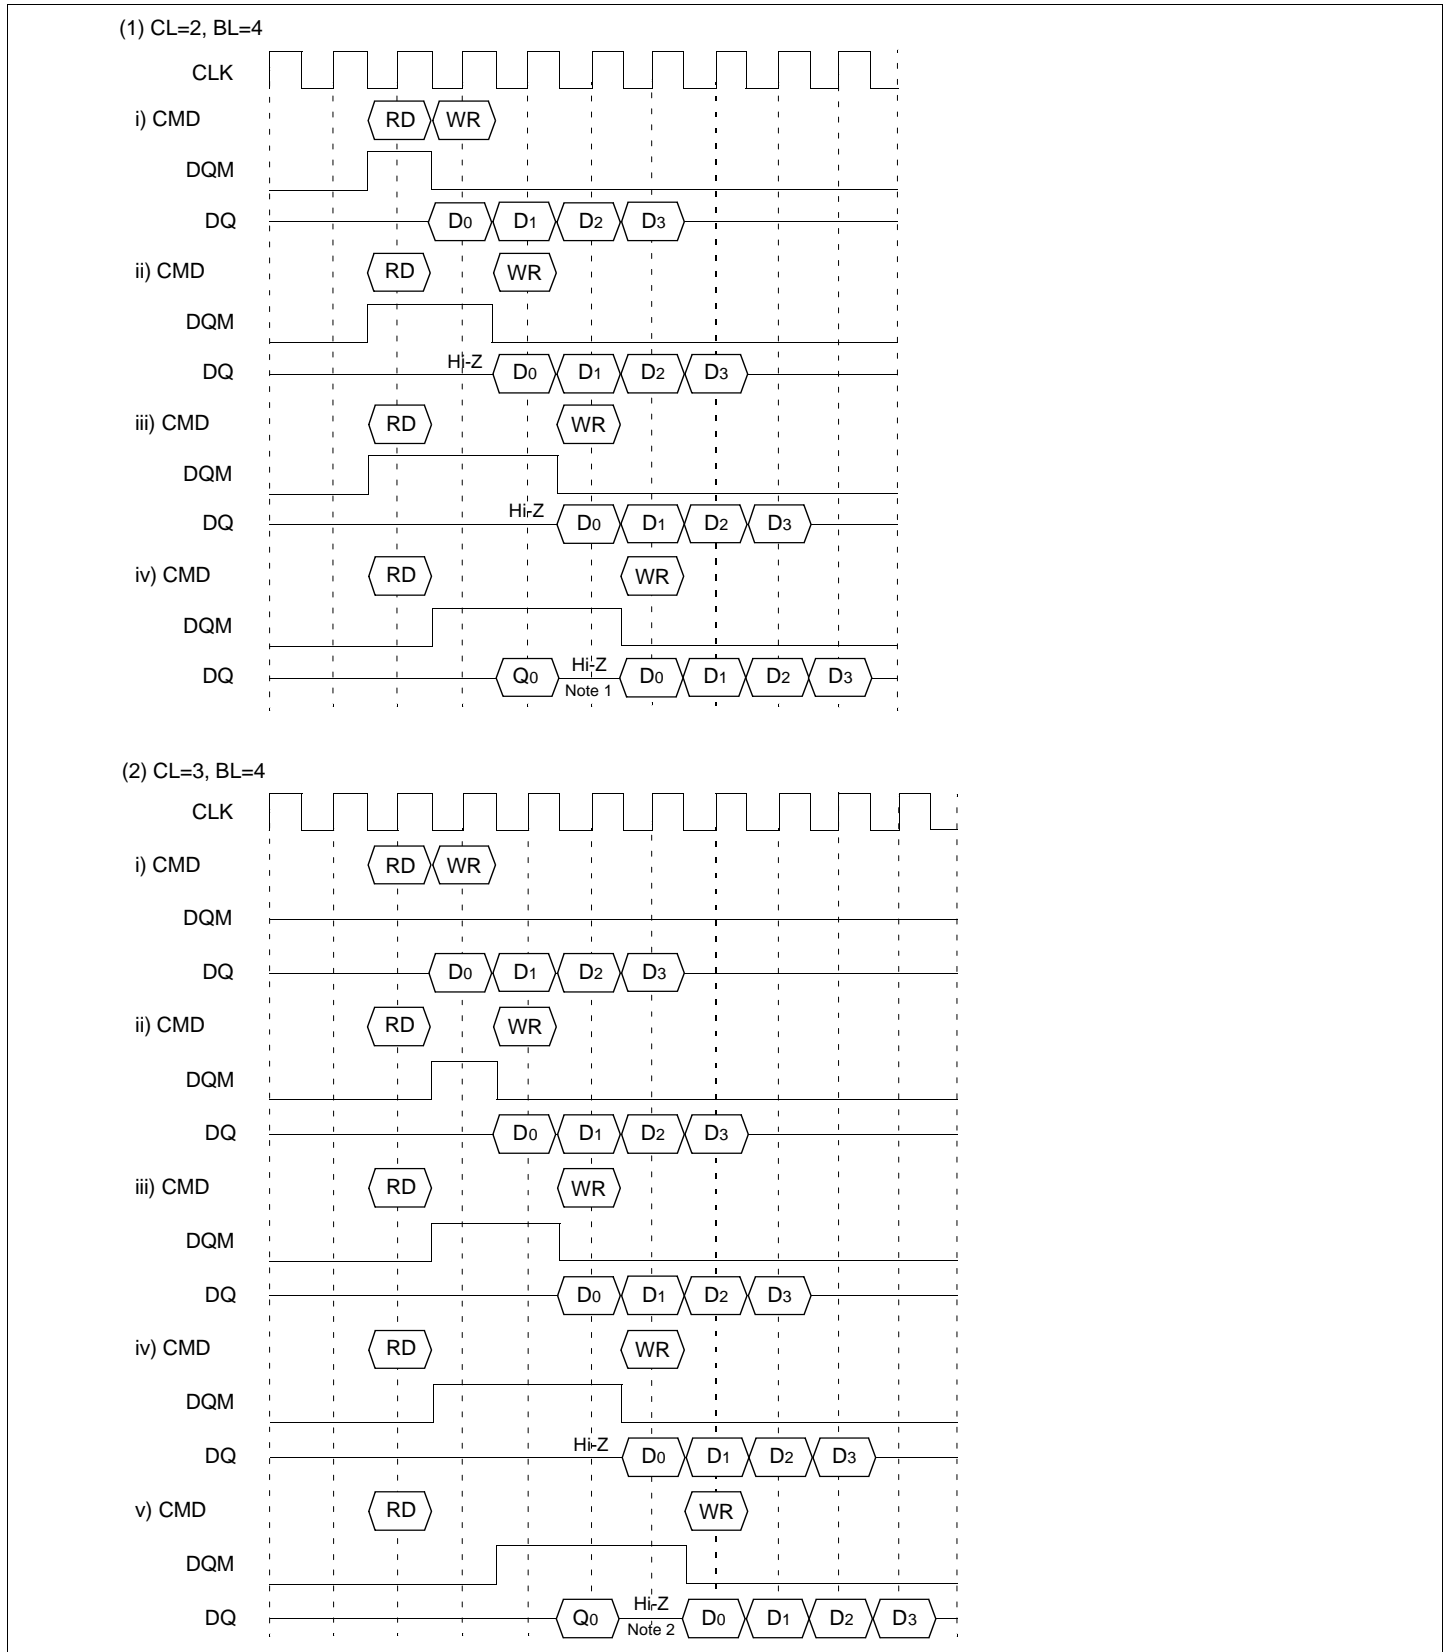 (1) CL=2, BL=4
CLK
i) CMD RD WR
DQM
DQ D0 D1 D2 D3
ii) CMD RD WR
DQM
DQ Hi-Z D0 D1 D2 D3
iii) CMD RD WR
DQM
DQ Hi-Z D0 D1 D2 D3
iv) CMD RD WR
DQM
DQ Q0 Hi-Z D0 D1 D2 D3
Note 1
(2) CL=3, BL=4
CLK
i) CMD RD WR
DQM
DQ D0 D1 D2 D3
ii) CMD RD WR
DQM
DQ D0 D1 D2 D3
iii) CMD RD WR
DQM
DQ D0 D1 D2 D3
iv) CMD RD WR
DQM
DQ Hi-Z D0 D1 D2 D3
v) CMD RD WR
DQM
DQ Q0 Hi-Z D0 D1 D2 D3
Note 2